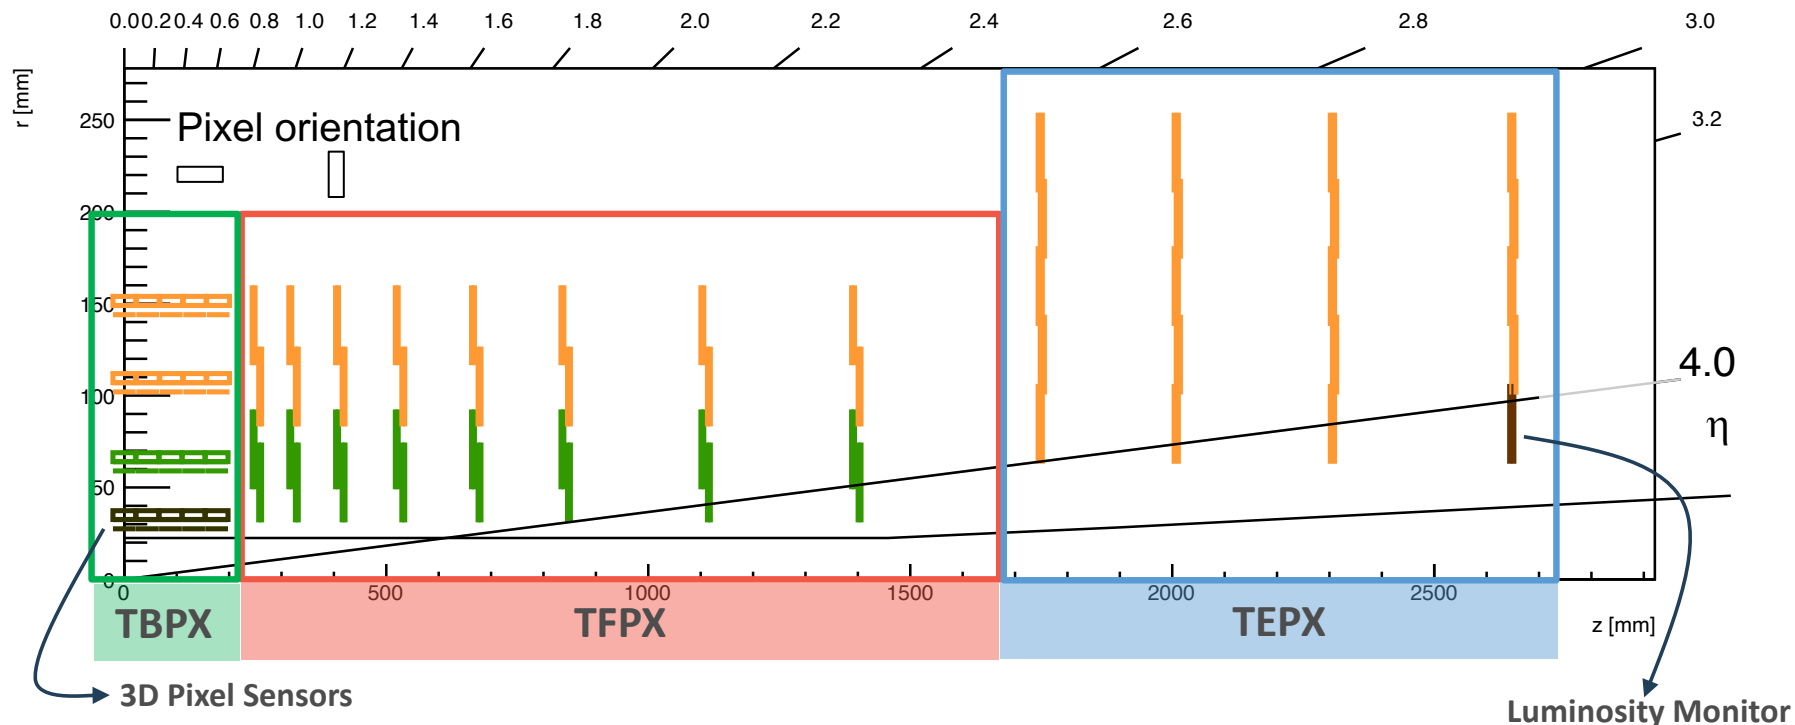 0.0 0.2 0.4 0.6 0.8 1.0 1.2 1.4 1.6 1.8 2.0 2.2 2.4 2.6 2.8 3.0
r [mm]
250
Pixel orientation
3.2
200
150
4.0
100
η
50
0
0 500 1000 1500 2000 2500
TBPX TFPX TEPX
z [mm]
3D Pixel Sensors
Luminosity Monitor